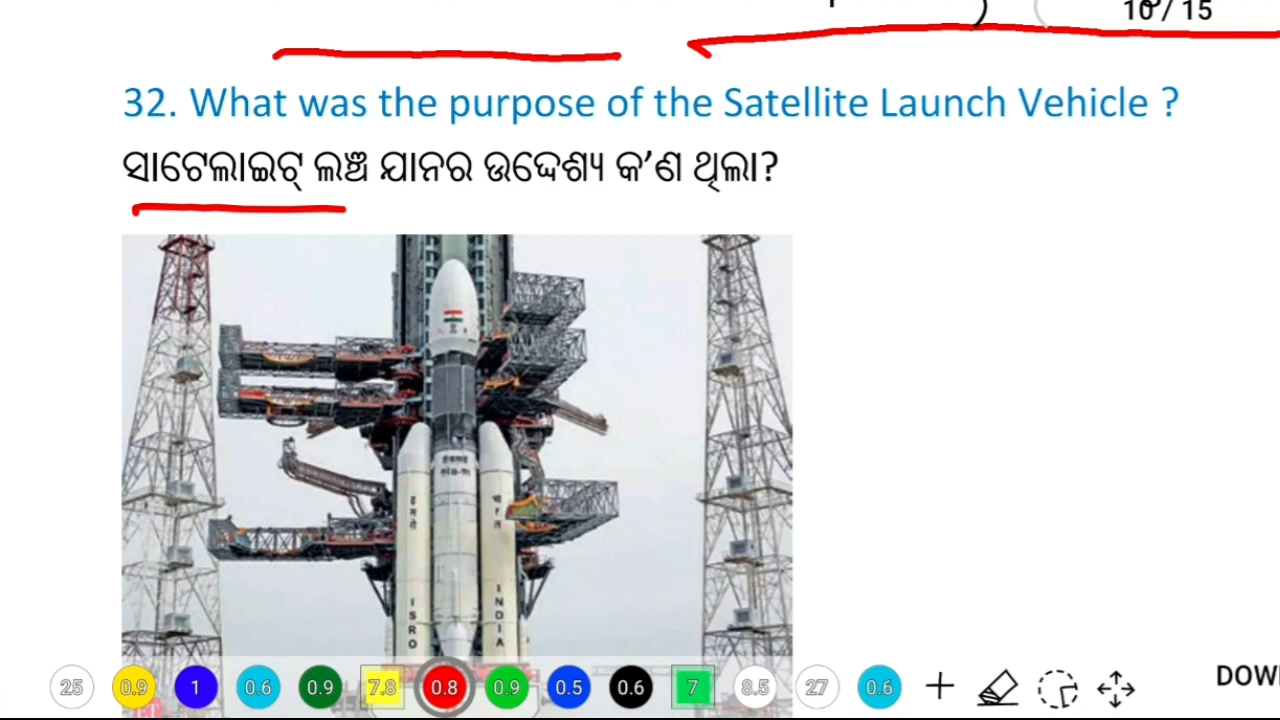 10 / 15
32. What was the purpose of the Satellite Launch Vehicle ?
ସାଟେଲାଇଟ୍ ଲଞ୍ଚ ଯାନର ଉଦ୍ଦେଶ୍ୟ କ'ଣ ଥିଲା?
इसरो
भारत
ISRO
INDIA
25 0.9 1 0.6 0.9 7.8 0.8 0.9 0.5 0.6 7 8.5 27 0.6
DOW